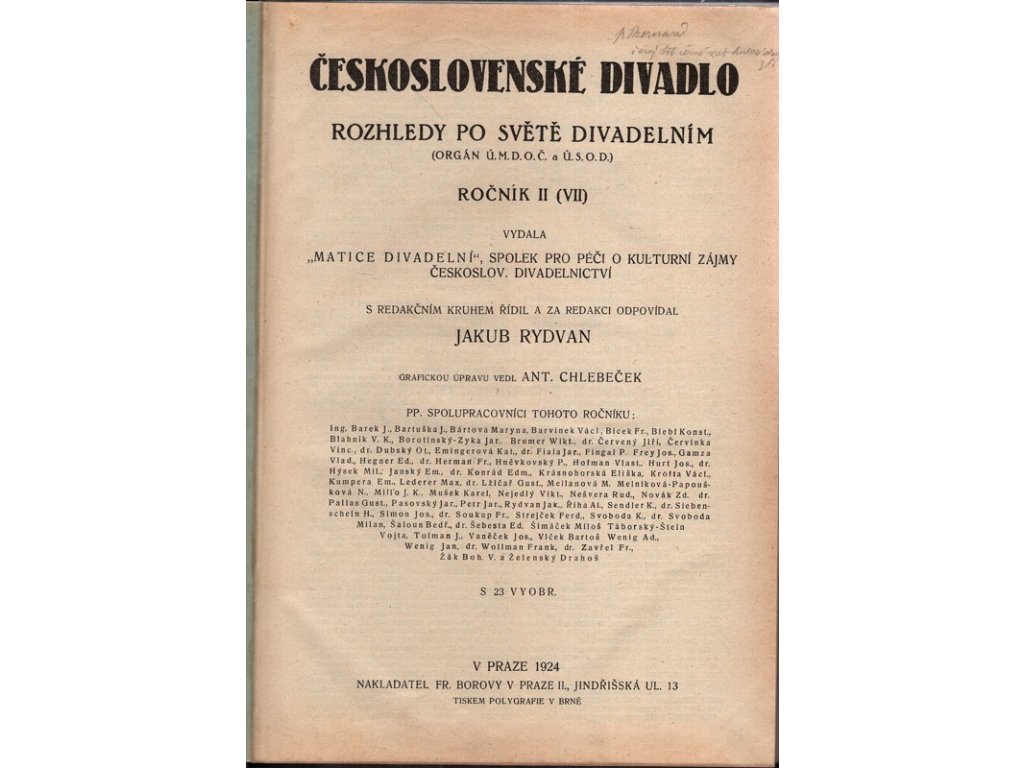 ČESKOSLOVENSKÉ DIVADLO
ROZHLEDY PO SVĚTĚ DIVADELNÍM
(ORGÁN Ú.M.D.O.Č. a Ú.S.O.D.)
ROČNÍK II (VII)
VYDALA
„MATICE DIVADELNÍ“, SPOLEK PRO PÉČI O KULTURNÍ ZÁJMY
ČESKOSLOV. DIVADELNICTVÍ
S REDAKČNÍM KRUHEM ŘÍDIL A ZA REDAKCI ODPOVÍDAL
JAKUB RYDVAN
GRAFICKOU ÚPRAVU VEDL ANT. CHLEBEČEK
PP. SPOLUPRACOVNÍCI TOHOTO ROČNÍKU:
Ing. Barek J., Bartuška J., Bártová Maryna, Barvínek Václ., Bicek Fr., Biebl Konst.,
Blahník V. K., Borotínský-Zyka Jar. Brumer Wikt., dr. Červený Jiří, Červinka
Vinc., dr. Dubský Ot., Emingerová Kat., dr. Fiala Jar., Fingal P. Frey Jos., Gamza
Vlad., Hegner Ed., dr. Herman Fr., Hněvkovský P., Hofman Vlast., Hurt Jos., dr.
Hýsek Mil., Janský Em., dr. Konrád Edm., Krásnohorská Eliška, Krofta Václ.,
Kumpera Em., Lederer Max, dr. Lžičař Gust., Mellanová M. Melniková-Papouš-
ková N., Millo J. K., Mušek Karel, Nejedlý Vikt., Nešvera Rud., Novák Zd. dr.
Pallas Gust., Pasovský Jar., Petr Jar., Rydvan Jak., Říha Al., Sendler K., dr. Sieben-
schein H., Simon Jos., dr. Soukup Fr., Strejček Ferd., Svoboda K., dr. Svoboda
Milan, Šaloun Bedř., dr. Šebesta Ed. Šimáček Miloš Táborský-Štein
Vojta, Tolman J., Vaněček Jos., Vlček Bartoš Wenig Ad.,
Wenig Jan, dr. Wollman Frank, dr. Zavřel Fr.,
Žák Boh. V. a Želenský Drahoš
S 23 VYOBR.
V PRAZE 1924
NAKLADATEL FR. BOROVÝ V PRAZE II., JINDŘIŠSKÁ UL. 13
TISKEM POLYGRAFIE V BRNĚ